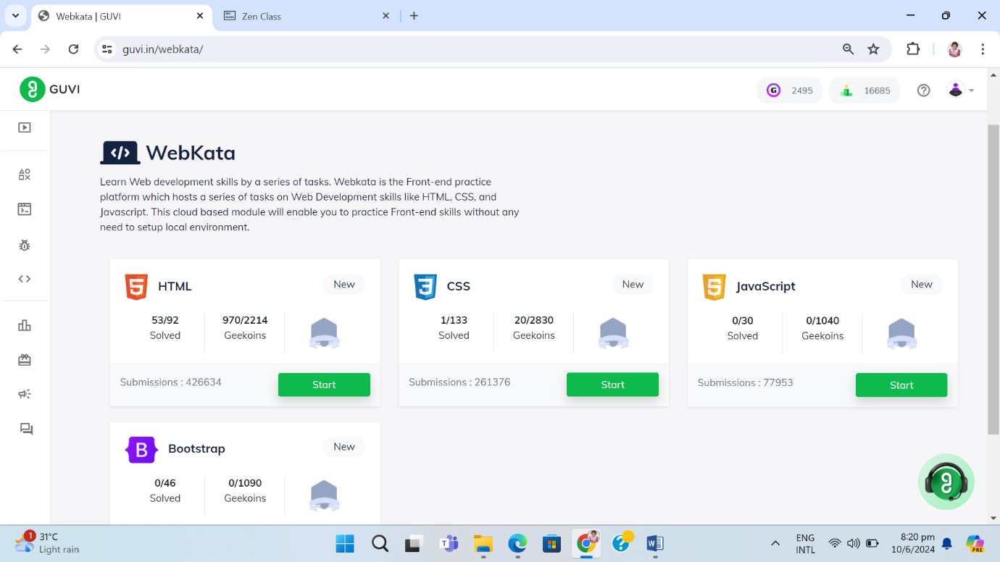 Webkata | GUVI
Zen Class
guvi.in/webkata/
GUVI
2495
16685
WebKata
Learn Web development skills by a series of tasks. Webkata is the Front-end practice
platform which hosts a series of tasks on Web Development skills like HTML, CSS, and
Javascript. This cloud based module will enable you to practice Front-end skills without any
need to setup local environment.
HTML
New
53/92
970/2214
Solved
Geekoins
Submissions : 426634
Start
CSS
New
1/133
20/2830
Solved
Geekoins
Submissions : 261376
Start
JavaScript
New
0/30
0/1040
Solved
Geekoins
Submissions : 77953
Start
Bootstrap
New
0/46
0/1090
Solved
Geekoins
1
31°C
Light rain
ENG
INTL
8:20 pm
10/6/2024
PRE